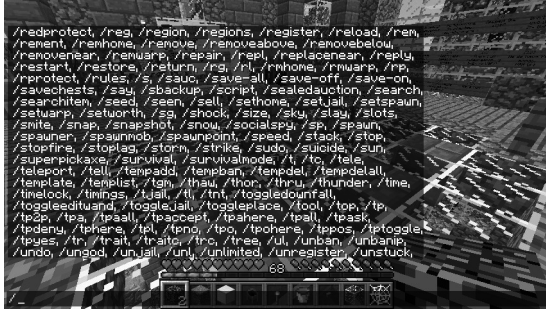 /redprotect, /reg, /region, /regions, /register, /reload, /rem,
/rement, /remhome, /remove, /removeabove, /removebelow,
/removenear, /remwarp, /repair, /repl, /replacenear, /reply,
/restart, /restore, /return, /rg, /rl, /rmhome, /rmwarp, /rp,
/rprotect, /rules, /s, /sauc, /save-all, /save-off, /save-on,
/savechests, /say, /sbackup, /script, /sealedauction, /search,
/searchitem, /seed, /seen, /sell, /sethome, /setjail, /setspawn,
/setwarp, /setworth, /sg, /shock, /size, /sky, /slay, /slots,
/smite, /snap, /snapshot, /snow, /socialspy, /sp, /spawn,
/spawner, /spawnmob, /spawnpoint, /speed, /stack, /stop,
/stopfire, /stoplag, /storm, /strike, /sudo, /suicide, /sun,
/superpickaxe, /survival, /survivalmode, /t, /tc, /tele,
/teleport, /tell, /tempadd, /tempban, /tempdel, /tempdelall,
/template, /templist, /tgm, /thaw, /thor, /thru, /thunder, /time,
/timelock, /timings, /tjail, /tl, /tnt, /toggledownfall,
/toggleeditwand, /togglejail, /toggleplace, /tool, /top, /tp,
/tp2p, /tpa, /tpaall, /tpaccept, /tpahere, /tpall, /tpask,
/tpdeny, /tphere, /tpl, /tpno, /tpo, /tpohere, /tppos, /tptoggle,
/tpyes, /tr, /trait, /traitc, /trc, /tree, /ul, /unban, /unbanip,
/undo, /ungod, /unjail, /unl, /unlimited, /unregister, /unstuck,
68
2
/_